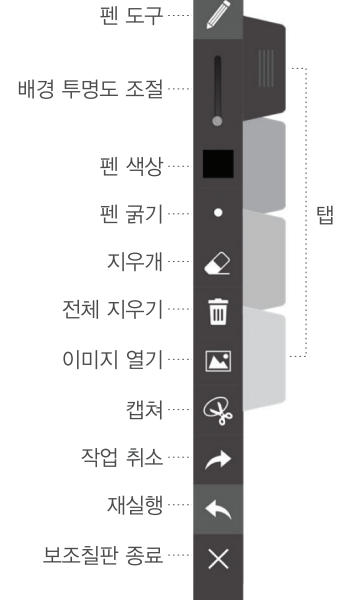 펜 도구
배경 투명도 조절
펜 색상
펜 굵기
탭
지우개
전체 지우기
이미지 열기
캡쳐
작업 취소
재실행
보조칠판 종료